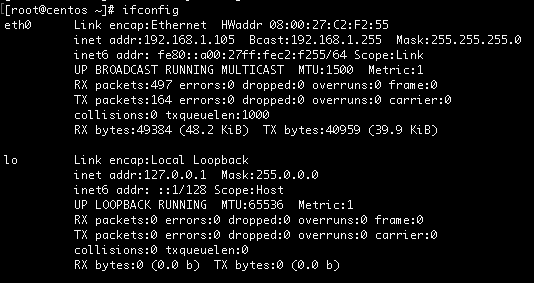 [root@centos ~]# ifconfig
eth0      Link encap:Ethernet  HWaddr 08:00:27:C2:F2:55
          inet addr:192.168.1.105  Bcast:192.168.1.255  Mask:255.255.255.0
          inet6 addr: fe80::a00:27ff:fec2:f255/64 Scope:Link
          UP BROADCAST RUNNING MULTICAST  MTU:1500  Metric:1
          RX packets:497 errors:0 dropped:0 overruns:0 frame:0
          TX packets:164 errors:0 dropped:0 overruns:0 carrier:0
          collisions:0 txqueuelen:1000
          RX bytes:49384 (48.2 KiB)  TX bytes:40959 (39.9 KiB)
lo        Link encap:Local Loopback
          inet addr:127.0.0.1  Mask:255.0.0.0
          inet6 addr: ::1/128 Scope:Host
          UP LOOPBACK RUNNING  MTU:65536  Metric:1
          RX packets:0 errors:0 dropped:0 overruns:0 frame:0
          TX packets:0 errors:0 dropped:0 overruns:0 carrier:0
          collisions:0 txqueuelen:0
          RX bytes:0 (0.0 b)  TX bytes:0 (0.0 b)